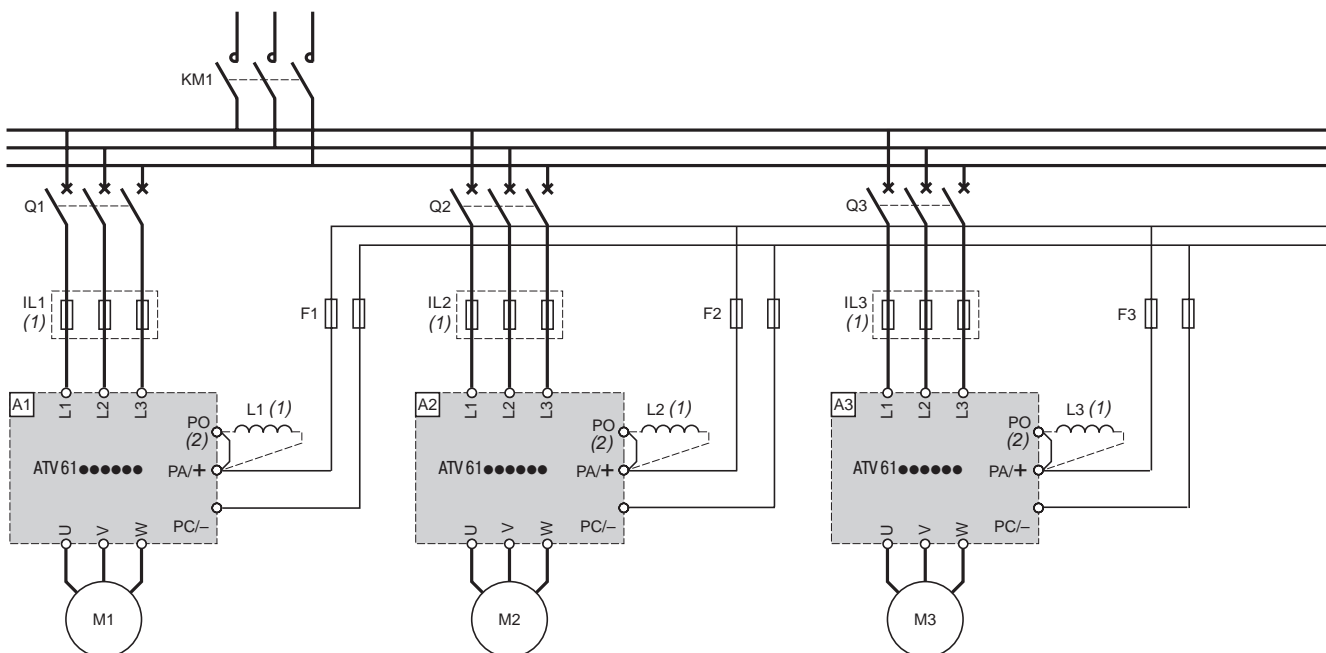 KM1
Q1
Q2
Q3
IL1
(1)
F1
IL2
(1)
F2
IL3
(1)
F3
A1
L1
L2
L3
PO
(2)
L1 (1)
ATV 61●●●●●●
PA/+
PC/–
U
V
W
M1
A2
L1
L2
L3
PO
(2)
L2 (1)
ATV 61●●●●●●
PA/+
PC/–
U
V
W
M2
A3
L1
L2
L3
PO
(2)
L3 (1)
ATV 61●●●●●●
PA/+
PC/–
U
V
W
M3